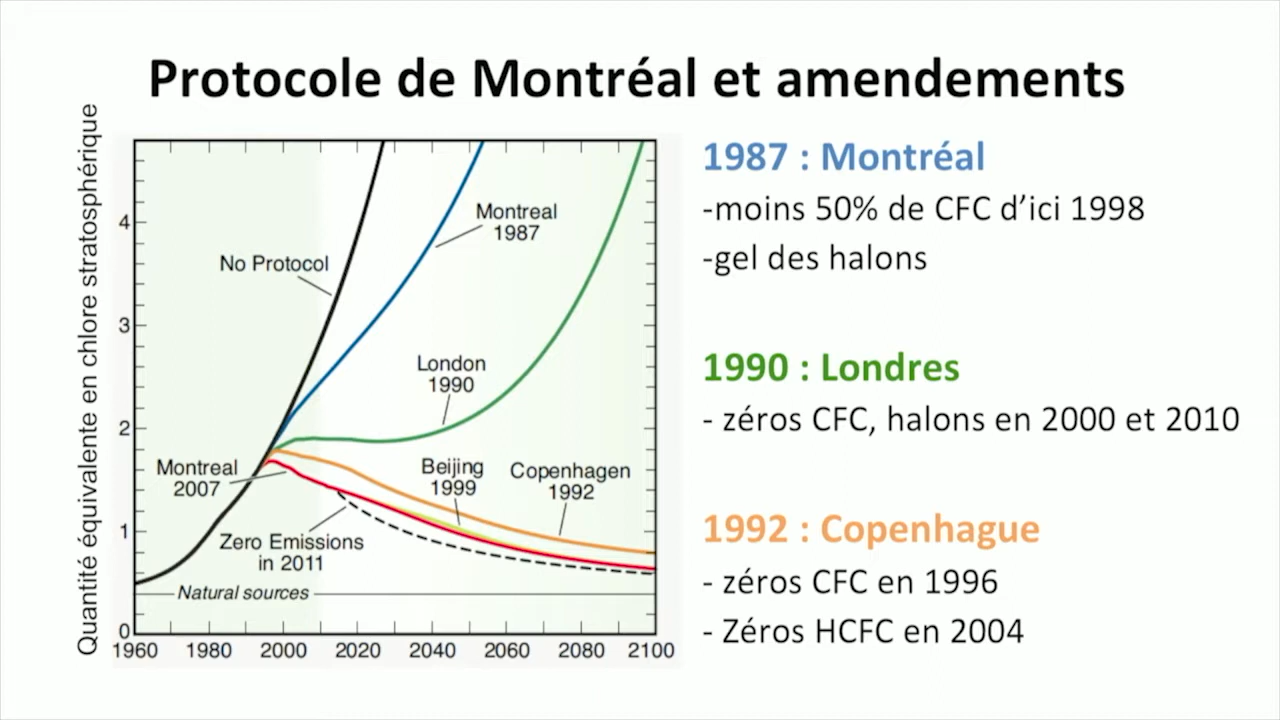 Protocole de Montréal et amendements
Quantité équivalente en chlore stratosphérique
4
3
2
1
0
1960 1980 2000 2020 2040 2060 2080 2100
No Protocol
Montreal
1987
London
1990
Montreal
2007
Beijing
1999
Copenhagen
1992
Zero Emissions
in 2011
Natural sources
1987 : Montréal
-moins 50% de CFC d’ici 1998
-gel des halons
1990 : Londres
- zéros CFC, halons en 2000 et 2010
1992 : Copenhague
- zéros CFC en 1996
- Zéros HCFC en 2004